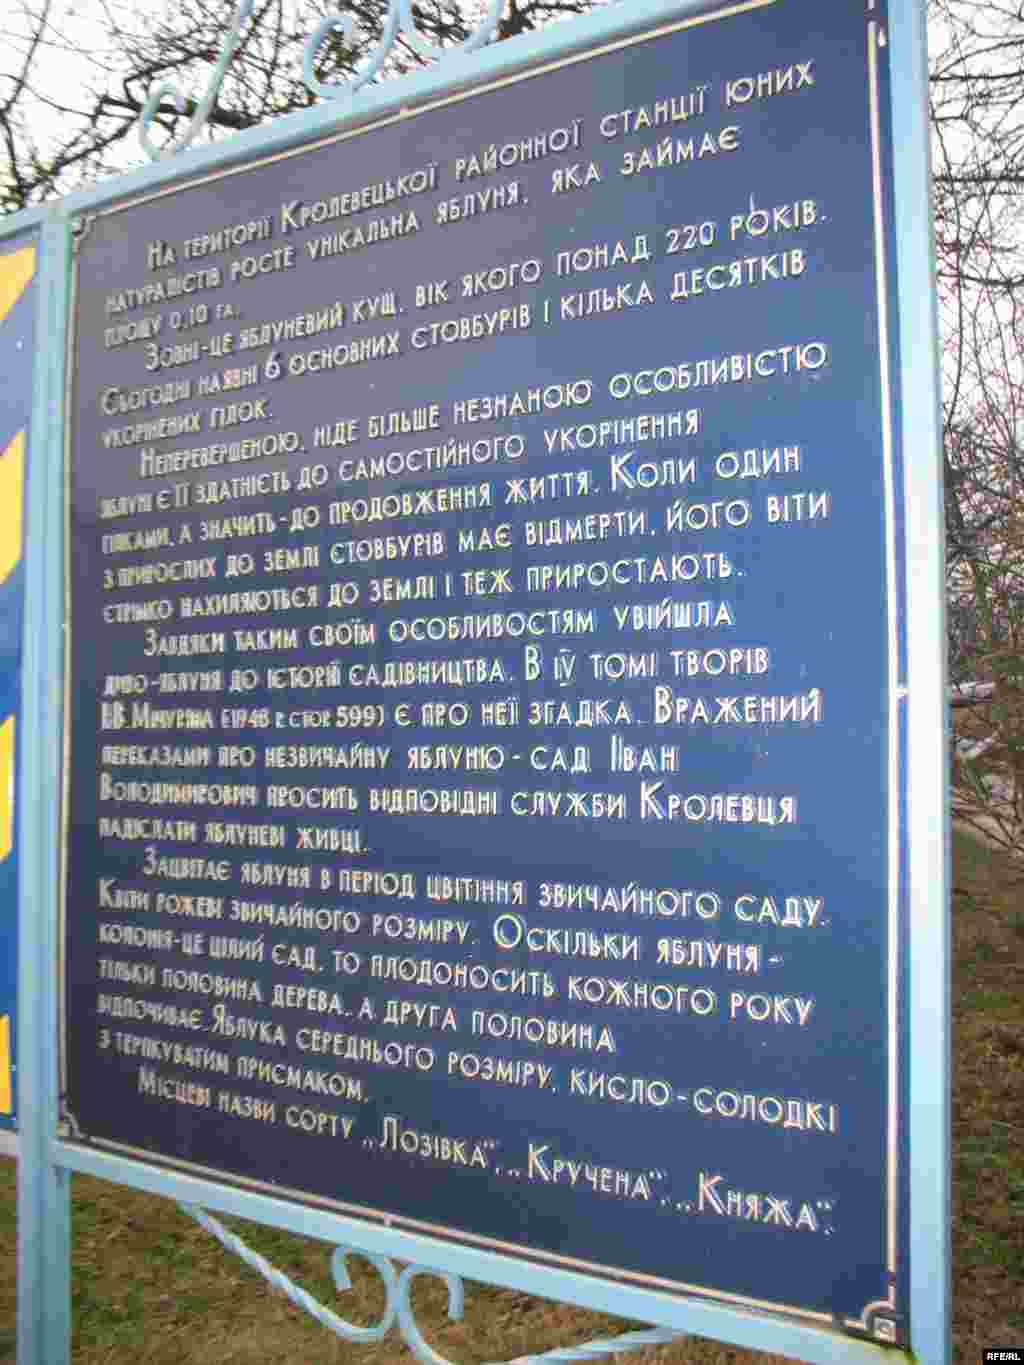 На території Кролевецької районної станції юних
натуралістів росте унікальна яблуня, яка займає
площу 0,10 га.
Зовні-це яблуневий кущ, вік якого понад 220 років.
Сьогодні наявні 6 основних стовбурів і кілька десятків
укорінених гілок.
Неперевершеною, ніде більше незнаною особливістю
яблуні є її здатність до самостійного укорінення
гілками, а значить-до продовження життя. Коли один
з прирослих до землі стовбурів має відмерти, його віти
стрімко нахиляються до землі і теж приростають.
Завдяки таким своїм особливостям увійшла
диво-яблуня до історії садівництва. В ІV томі творів
І.В. Мічуріна (1948 р. стор 599) є про неї згадка. Вражений
переказами про незвичайну яблуню-сад Іван
Володимирович просить відповідні служби Кролевця
надіслати яблуневі живці.
Зацвітає яблуня в період цвітіння звичайного саду.
Квіти рожеві звичайного розміру. Оскільки яблуня-
колонія-це цілий сад, то плодоносить кожного року
тільки половина дерева, а друга половина
відпочиває. Яблука середнього розміру, кисло-солодкі
з терпкуватим присмаком.
Місцеві назви сорту „Лозівка", „Кручена", „Княжа".
RFE/RL